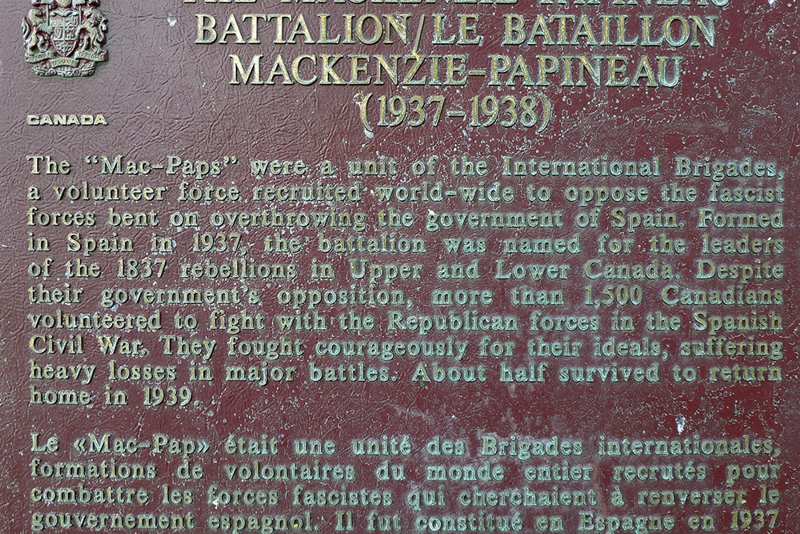 THE MACKENZIE PAPINEAU
BATTALION/LE BATAILLON
MACKENZIE-PAPINEAU
(1937-1938)
CANADA
The “Mac-Paps” were a unit of the International Brigades,
a volunteer force recruited world-wide to oppose the fascist
forces bent on overthrowing the government of Spain. Formed
in Spain in 1937, the battalion was named for the leaders
of the 1837 rebellions in Upper and Lower Canada. Despite
their government's opposition, more than 1,500 Canadians
volunteered to fight with the Republican forces in the Spanish
Civil War. They fought courageously for their ideals, suffering
heavy losses in major battles. About half survived to return
home in 1939.
Le «Mac-Pap» était une unité des Brigades internationales,
formations de volontaires du monde entier recrutés pour
combattre les forces fascistes qui cherchaient à renverser le
gouvernement espagnol. Il fut constitué en Espagne en 1937